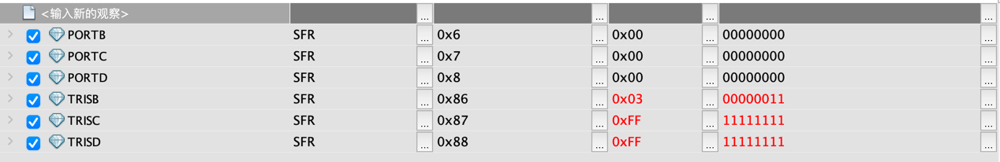 <输入新的观察> ... ... ... ...
PORTB SFR ... 0x6 ... 0x00 ... 00000000 ...
PORTC SFR ... 0x7 ... 0x00 ... 00000000 ...
PORTD SFR ... 0x8 ... 0x00 ... 00000000 ...
TRISB SFR ... 0x86 ... 0x03 ... 00000011 ...
TRISC SFR ... 0x87 ... 0xFF ... 11111111 ...
TRISD SFR ... 0x88 ... 0xFF ... 11111111 ...